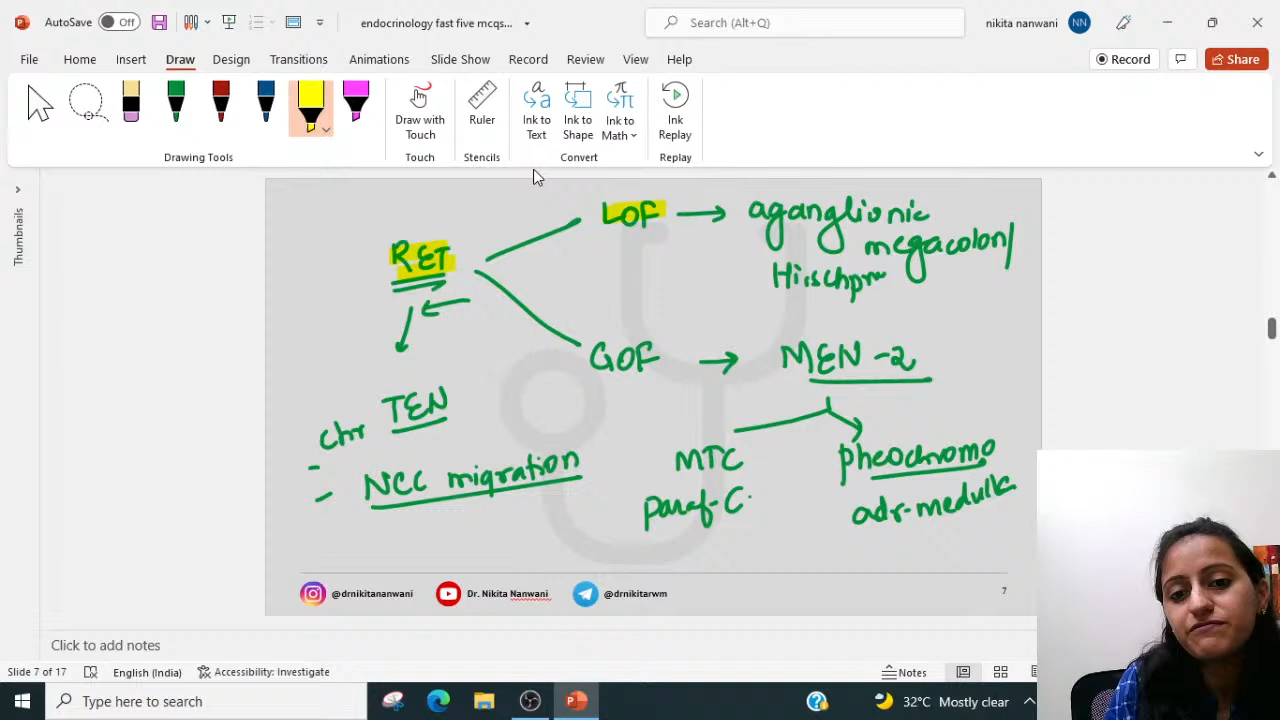 AutoSave Off endocrinology fast five mcqs... Search (Alt+Q) nikita nanwani NN
File Home Insert Draw Design Transitions Animations Slide Show Record Review View Help Record Share
Draw with Touch
Ruler
Ink to Text
Ink to Shape
Ink to Math
Ink Replay
Drawing Tools Touch Stencils Convert Replay
Thumbnails
RET
LOF → aganglionic
megacolon/
Hirschpr
GOF → MEN-2
TEN
chr
- NCC migration
MTC
Paraf-C
pheochromo
adr-medulla
@drnikitananwani Dr. Nikita Nanwani @drnikitarwm 7
Click to add notes
Slide 7 of 17 English (India) Accessibility: Investigate Notes
Type here to search 32°C Mostly clear